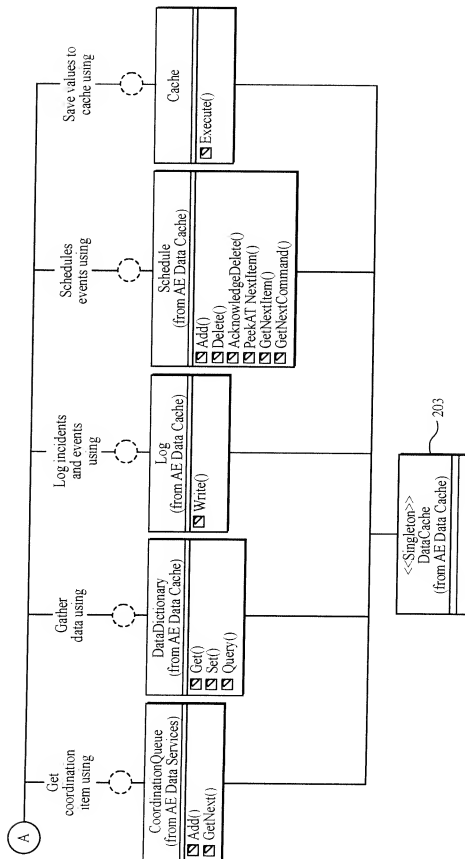 A
Get
coordination
item using
CoordinationQueue
(from AE Data Services)
Add()
GetNext()
Gather
data using
DataDictionary
(from AE Data Cache)
Get()
Set()
Query()
Log incidents
and events
using
Log
(from AE Data Cache)
Write()
Schedules
events using
Schedule
(from AE Data Cache)
Add()
Delete()
AcknowledgeDelete()
PeekAT NextItem()
GetNextItem()
GetNextCommand()
Save values to
cache using
Cache
Execute()
<<Singleton>>
DataCache
(from AE Data Cache)
203